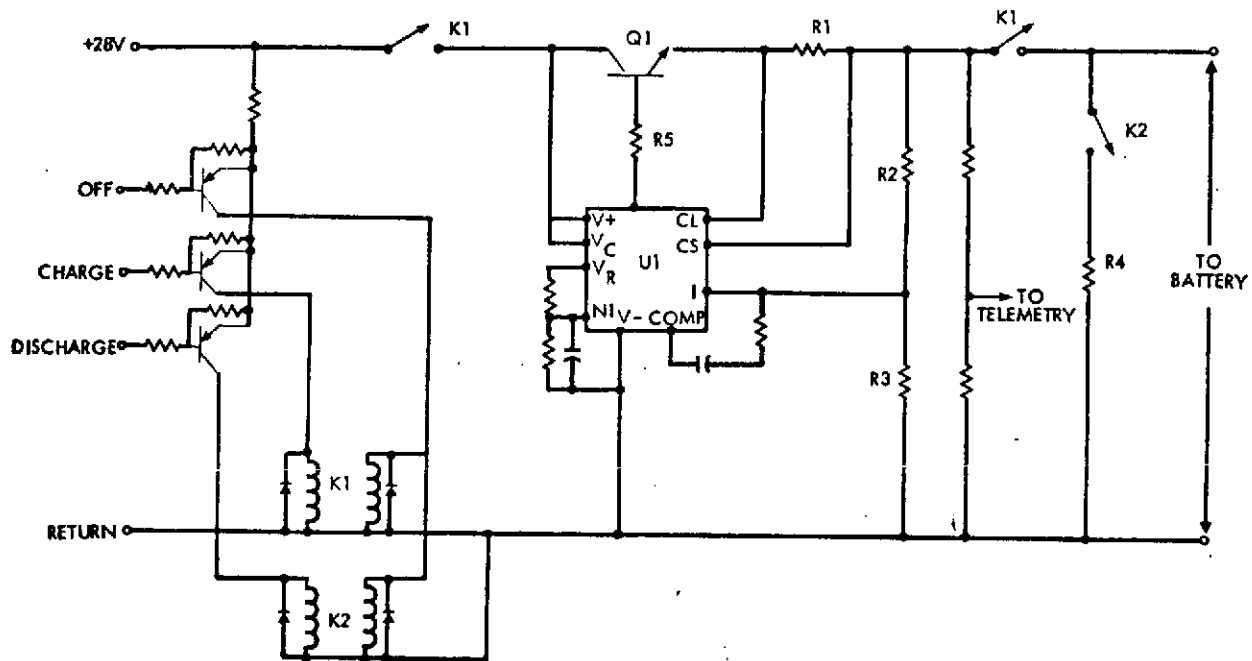 +28V
K1
Q1
R1
K1
K2
R5
R2
OFF
V+
CL
VC
CS
CHARGE
U1
VR
I
R4
TO BATTERY
TO TELEMETRY
N1
V-
COMP
DISCHARGE
R3
K1
RETURN
K2